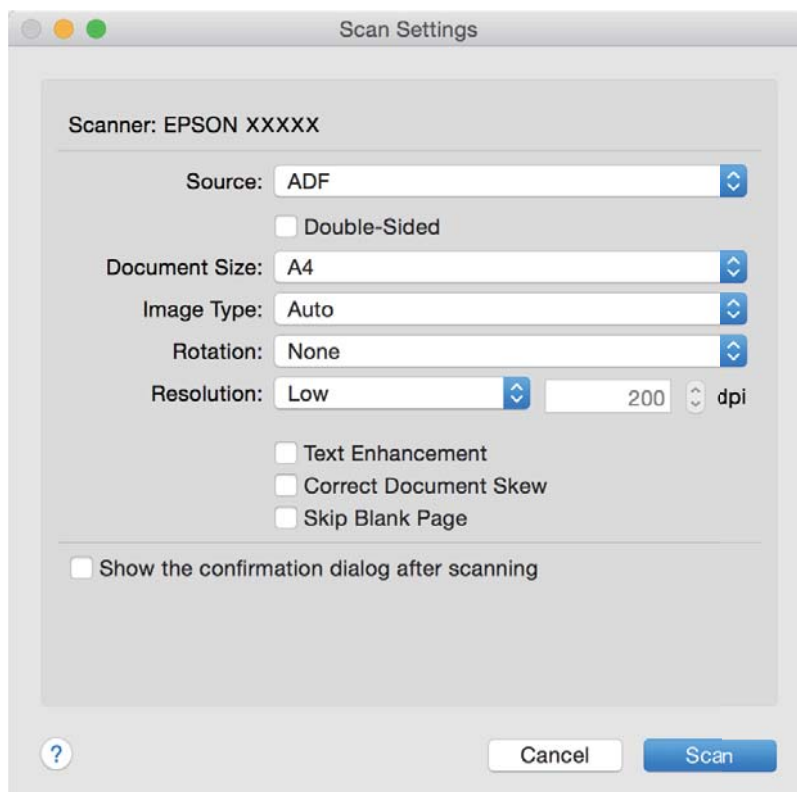 Scan Settings
Scanner: EPSON XXXXX
Source: ADF
Double-Sided
Document Size: A4
Image Type: Auto
Rotation: None
Resolution: Low 200 dpi
Text Enhancement
Correct Document Skew
Skip Blank Page
Show the confirmation dialog after scanning
? Cancel Scan